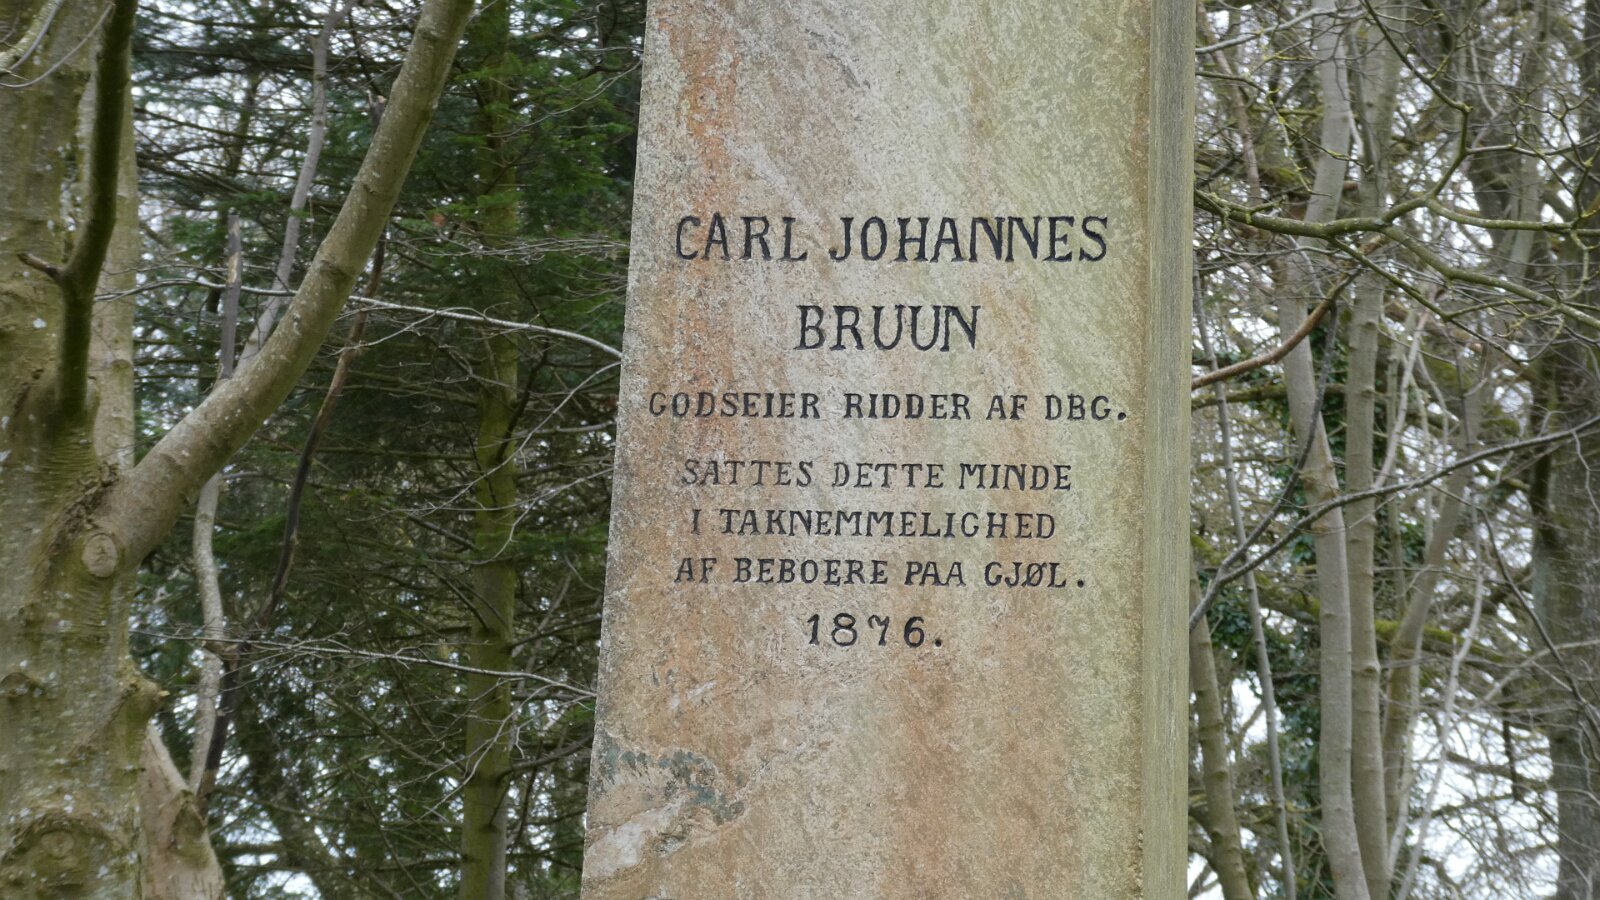 CARL JOHANNES
BRUUN
GODSEIER RIDDER AF DBG.
SATTES DETTE MINDE
I TAKNEMMELIGHED
AF BEBOERE PAA GJØL.
1876.